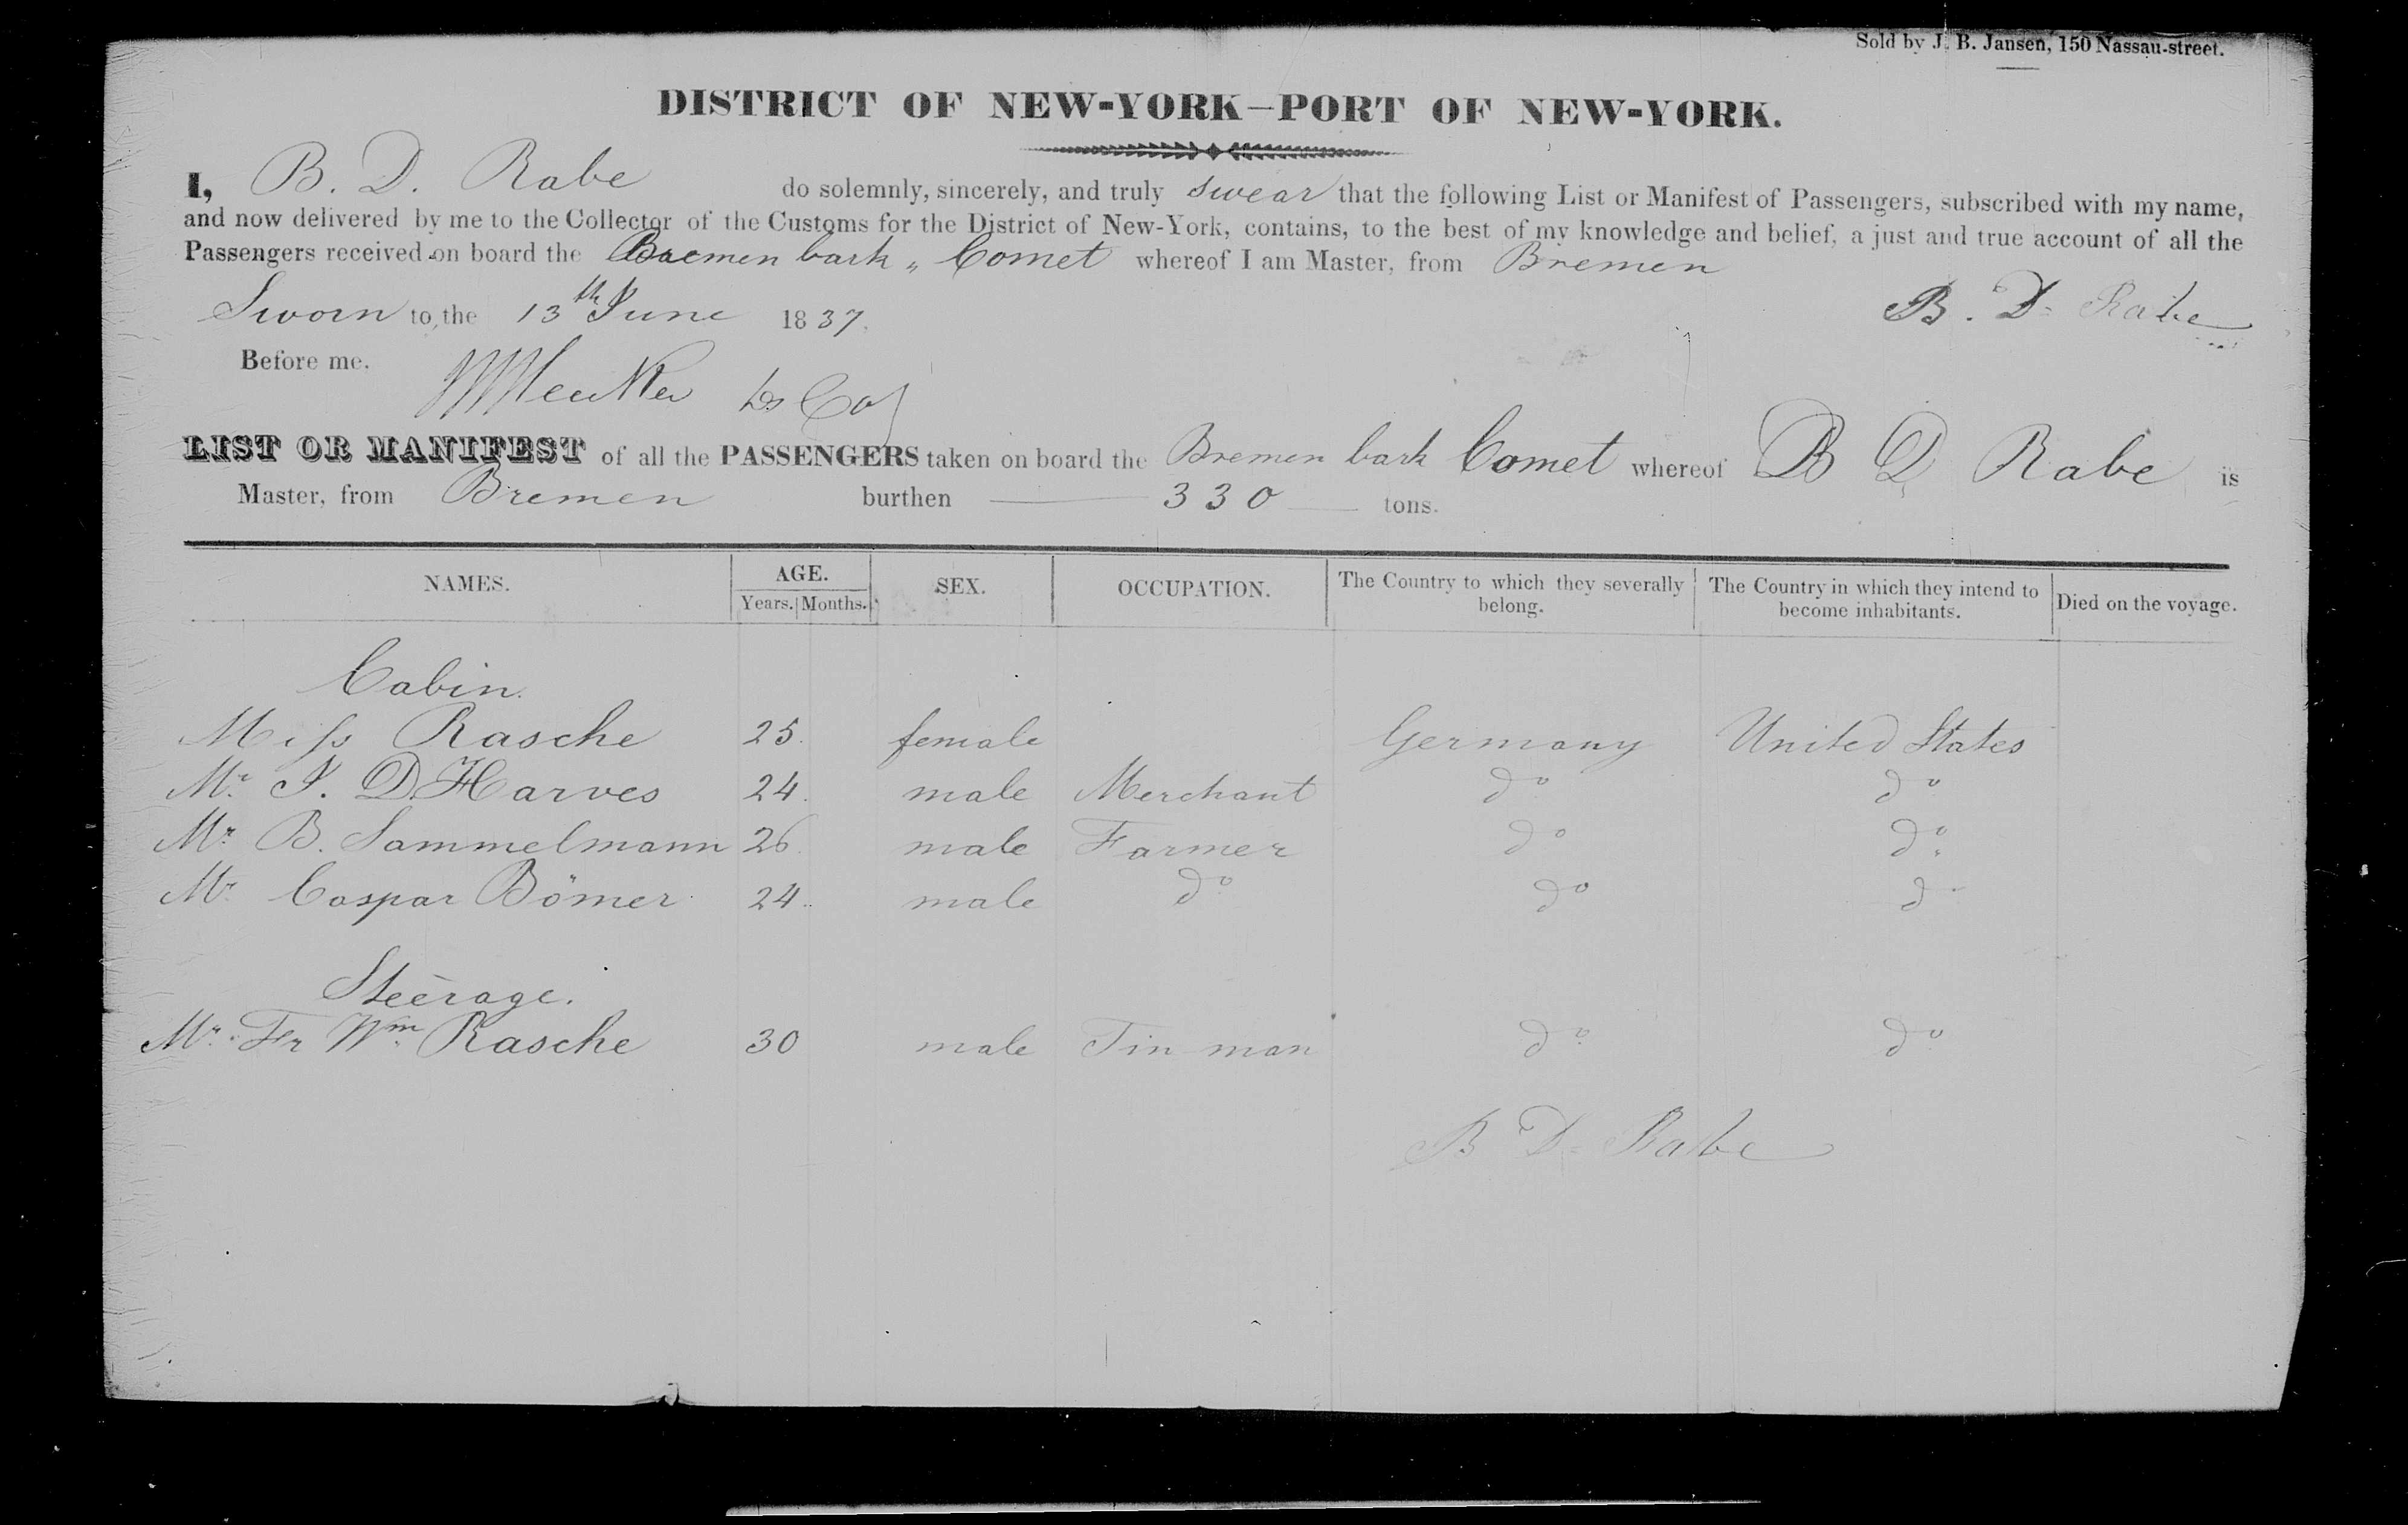 Sold by J. B. Jansen, 150 Nassau-street.
DISTRICT OF NEW-YORK—PORT OF NEW-YORK.
I, B. D. Rabe do solemnly, sincerely, and truly swear that the following List or Manifest of Passengers, subscribed with my name,
and now delivered by me to the Collector of the Customs for the District of New-York, contains, to the best of my knowledge and belief, a just and true account of all the
Passengers received on board the Bremen bark „ Comet whereof I am Master, from Bremen
Sworn to, the 13th June 1837. B. D. Rabe
Before me.
LIST OR MANIFEST of all the PASSENGERS taken on board the Bremen bark Comet whereof B D Rabe is
Master, from Bremen burthen 330 tons.
NAMES. AGE. Years. Months. SEX. OCCUPATION. The Country to which they severally belong. The Country in which they intend to become inhabitants. Died on the voyage.
Cabin.
Miſs Rasche 25. female Germany United States
Mr. J. D. Harves 24. male Merchant do do
Mr B. Sammelmann 26. male Farmer do do.
Mr. Caspar Bömer 24. male do do do
Steerage.
Mr. Fr Wm. Rasche 30 male Tin man do do
B D. Rabe